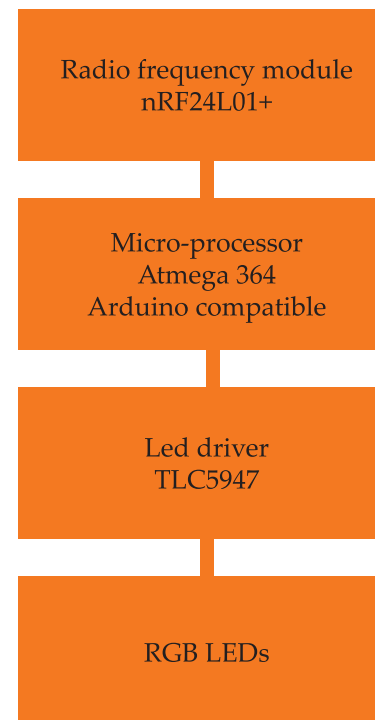 Radio frequency module
nRF24L01+
Micro-processor
Atmega 364
Arduino compatible
Led driver
TLC5947
RGB LEDs